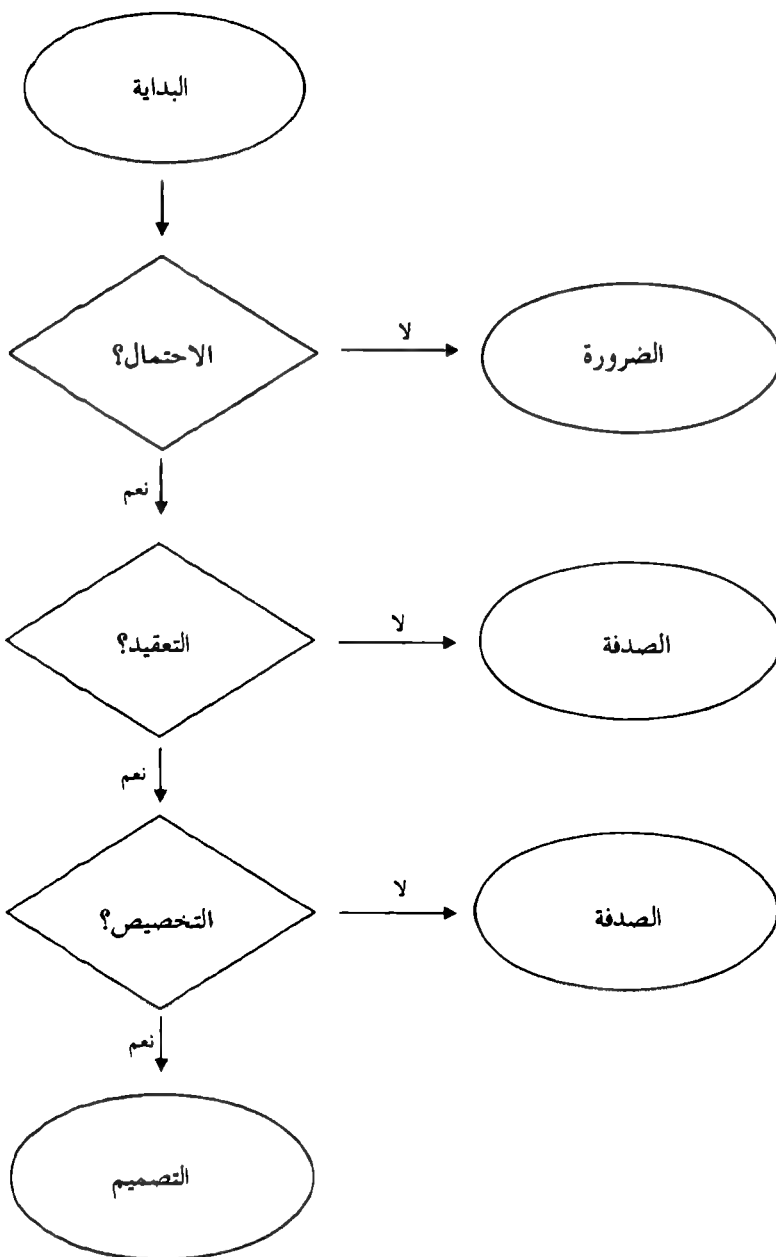 البداية
الاحتمال؟
لا
الضرورة
نعم
التعقيد؟
لا
الصدفة
نعم
التخصيص؟
لا
الصدفة
نعم
التصميم